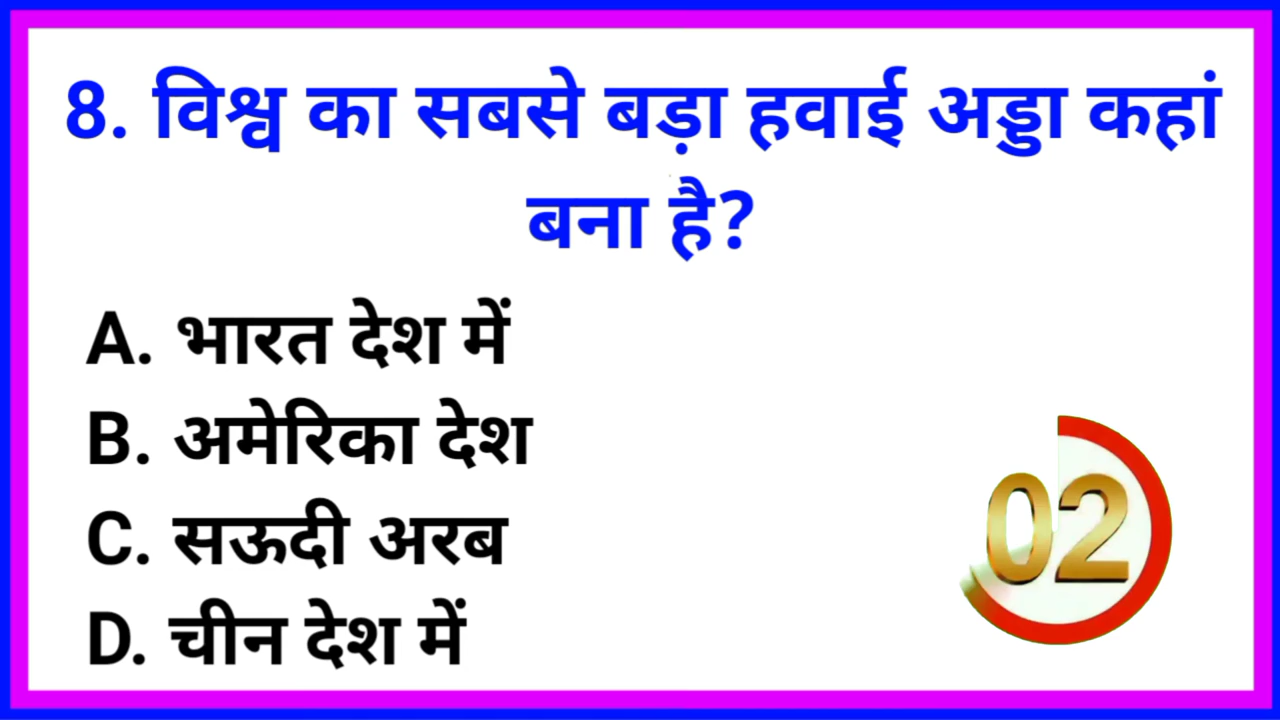 8. विश्व का सबसे बड़ा हवाई अड्डा कहां
बना है?
A. भारत देश में
B. अमेरिका देश
C. सऊदी अरब
D. चीन देश में
02